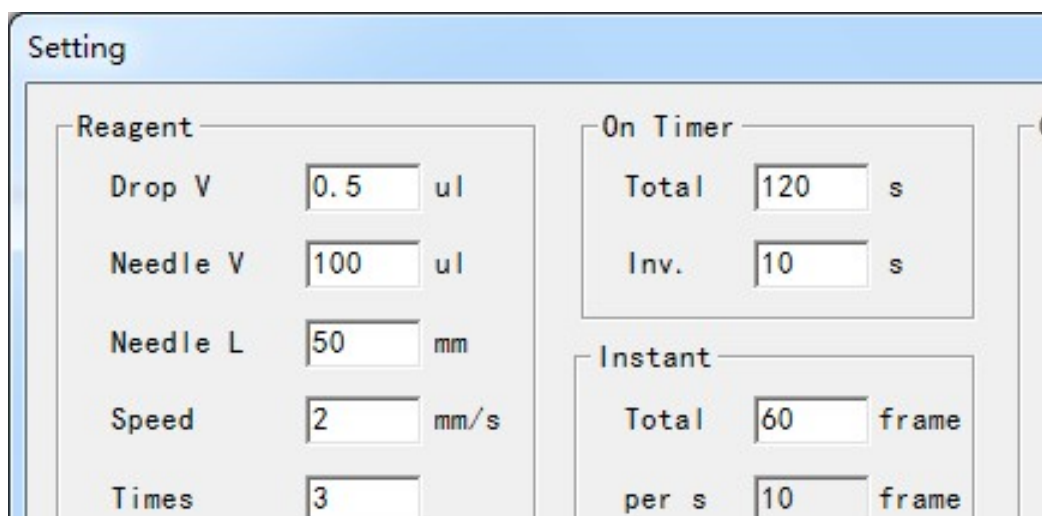 Setting
Reagent
Drop V 0.5 ul
Needle V 100 ul
Needle L 50 mm
Speed 2 mm/s
Times 3
On Timer
Total 120 s
Inv. 10 s
Instant
Total 60 frame
per s 10 frame